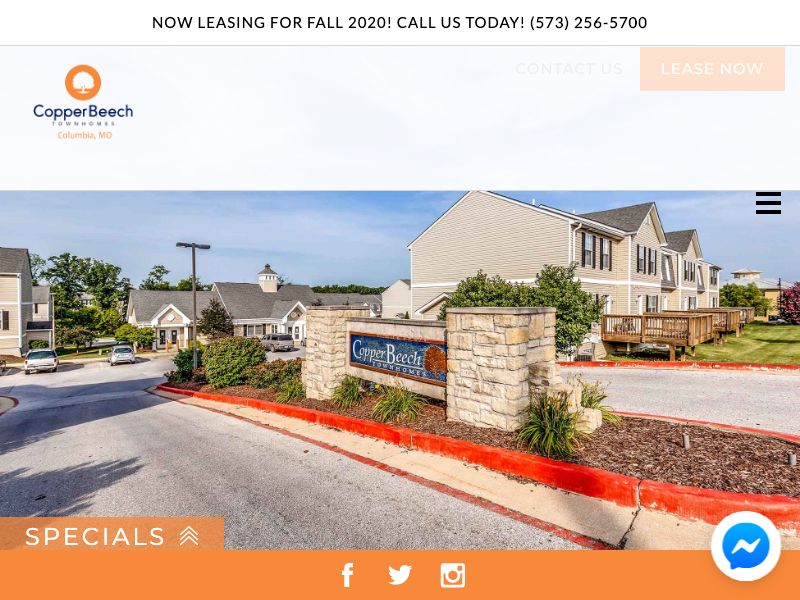 NOW LEASING FOR FALL 2020! CALL US TODAY! (573) 256-5700
CONTACT US
LEASE NOW
CopperBeech
TOWNHOMES
Columbia, MO
CopperBeech
TOWNHOMES
SPECIALS